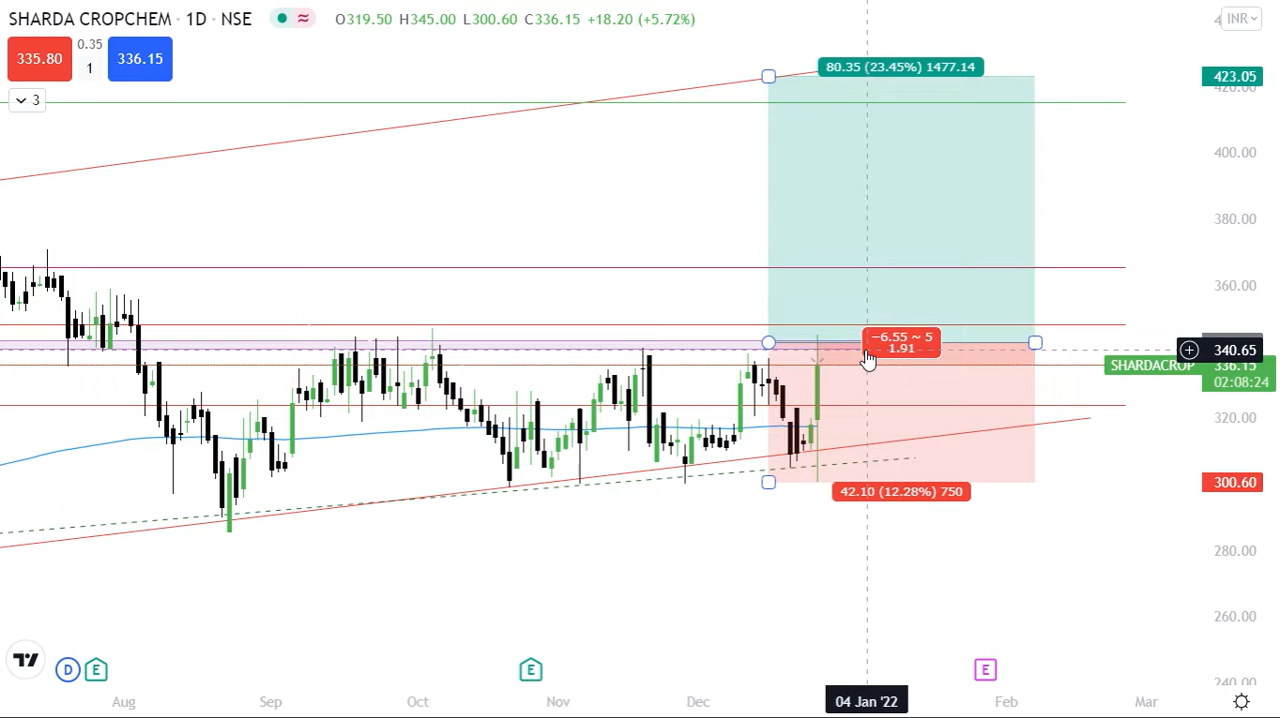 SHARDA CROPCHEM · 1D · NSE
≈
O319.50 H345.00 L300.60 C336.15 +18.20 (+5.72%)
INR
335.80
0.35
1
336.15
3
80.35 (23.45%) 1477.14
423.05
420.00
400.00
380.00
360.00
−6.55 ~ 5
1.91
340.65
SHARDACROP
336.15
02:08:24
320.00
42.10 (12.28%) 750
300.60
280.00
260.00
240.00
D
E
E
E
Aug
Sep
Oct
Nov
Dec
04 Jan '22
Feb
Mar